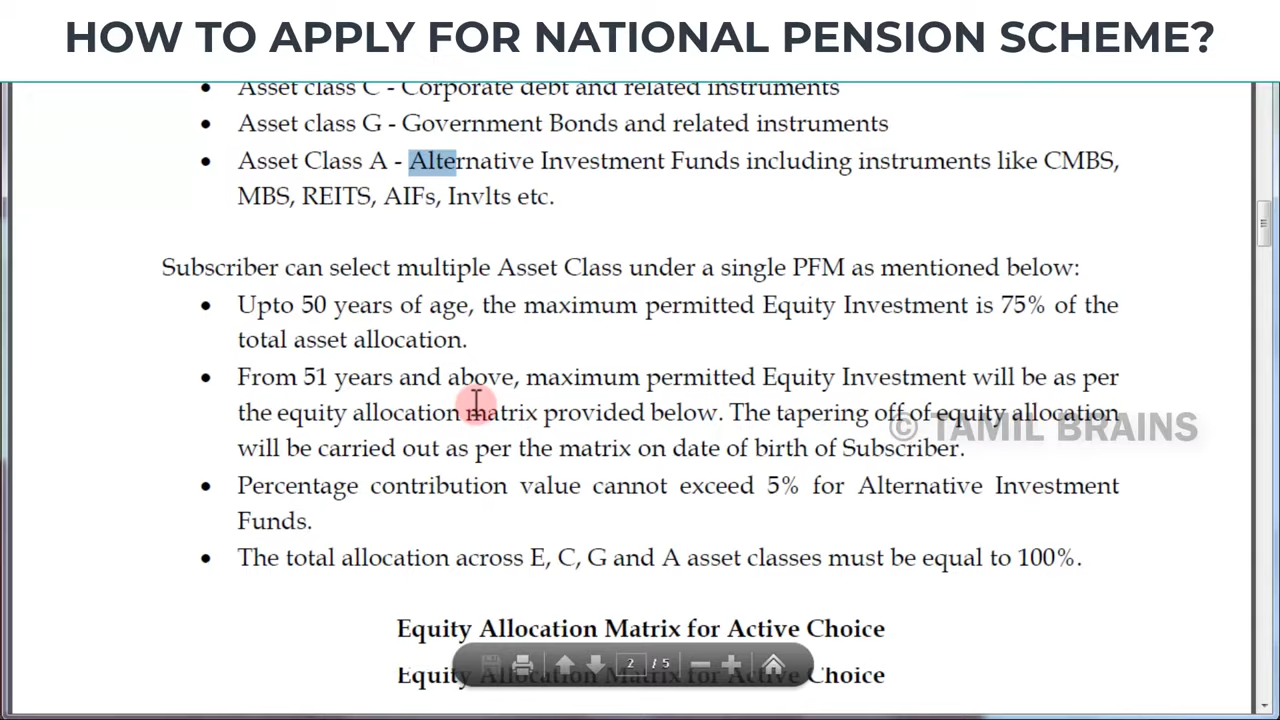 HOW TO APPLY FOR NATIONAL PENSION SCHEME?
• Asset class C - Corporate debt and related instruments
• Asset class G - Government Bonds and related instruments
• Asset Class A - Alternative Investment Funds including instruments like CMBS,
MBS, REITS, AIFs, Invlts etc.
Subscriber can select multiple Asset Class under a single PFM as mentioned below:
• Upto 50 years of age, the maximum permitted Equity Investment is 75% of the
total asset allocation.
• From 51 years and above, maximum permitted Equity Investment will be as per
the equity allocation matrix provided below. The tapering off of equity allocation
© TAMIL BRAINS
will be carried out as per the matrix on date of birth of Subscriber.
• Percentage contribution value cannot exceed 5% for Alternative Investment
Funds.
• The total allocation across E, C, G and A asset classes must be equal to 100%.
Equity Allocation Matrix for Active Choice
2 / 5
Equity Allocation Matrix for Active Choice